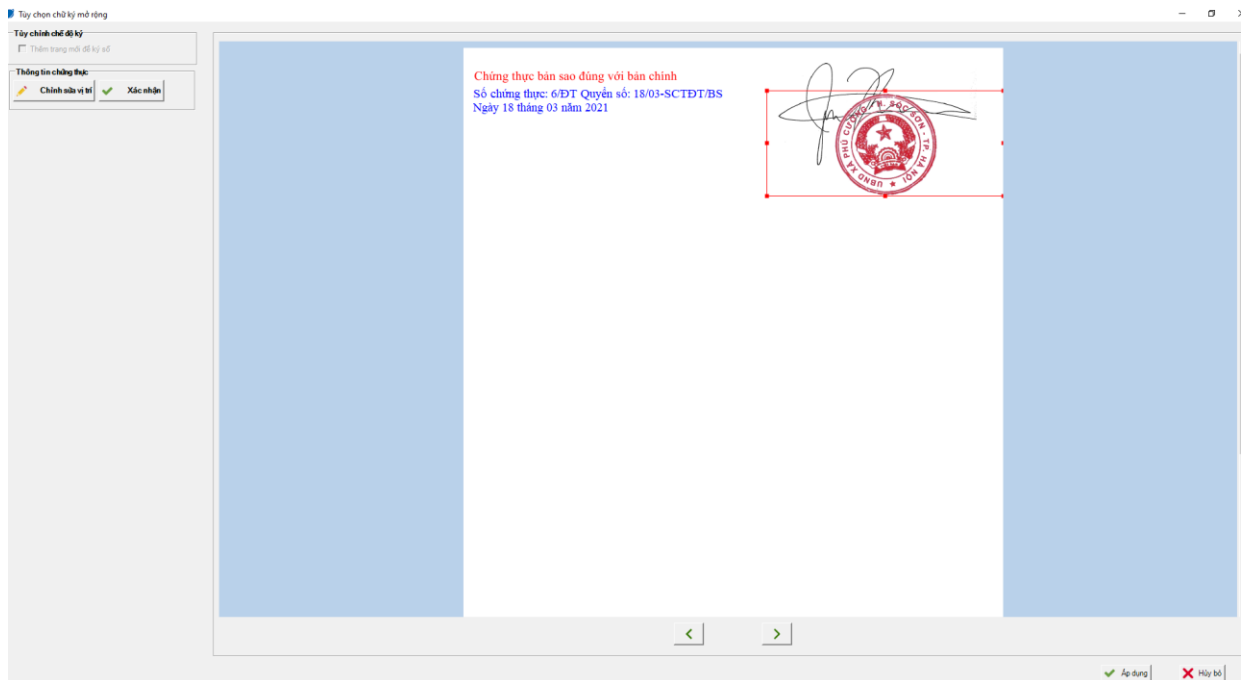 Tùy chọn chữ ký mở rộng
Tùy chỉnh chế độ ký
Thêm trang mới để ký số
Thông tin chứng thực
Chỉnh sửa vị trí
Xác nhận
Chứng thực bản sao đúng với bản chính
Số chứng thực: 6/ĐT Quyển số: 18/03-SCTĐT/BS
Ngày 18 tháng 03 năm 2021
UBND XÃ PHÚ CƯỜNG H. SÓC SƠN - TP. HÀ NỘI
Áp dụng
Hủy bỏ